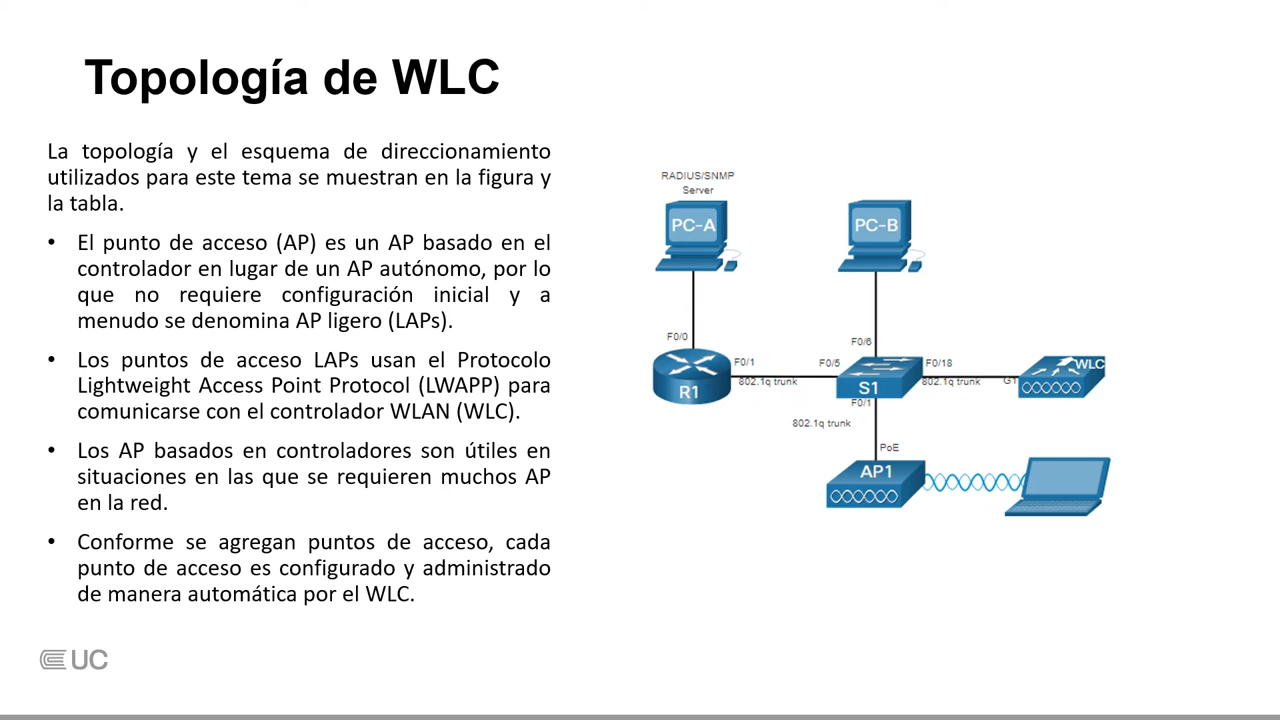 Topología de WLC
La topología y el esquema de direccionamiento
utilizados para este tema se muestran en la figura y
la tabla.
• El punto de acceso (AP) es un AP basado en el
controlador en lugar de un AP autónomo, por lo
que no requiere configuración inicial y a
menudo se denomina AP ligero (LAPs).
• Los puntos de acceso LAPs usan el Protocolo
Lightweight Access Point Protocol (LWAPP) para
comunicarse con el controlador WLAN (WLC).
• Los AP basados en controladores son útiles en
situaciones en las que se requieren muchos AP
en la red.
• Conforme se agregan puntos de acceso, cada
punto de acceso es configurado y administrado
de manera automática por el WLC.
UC
RADIUS/SNMP
Server
PC-A
PC-B
F0/0
F0/6
F0/1
F0/5
F0/18
WLC
R1
802.1q trunk
S1
802.1q trunk
G1
F0/1
802.1q trunk
PoE
AP1